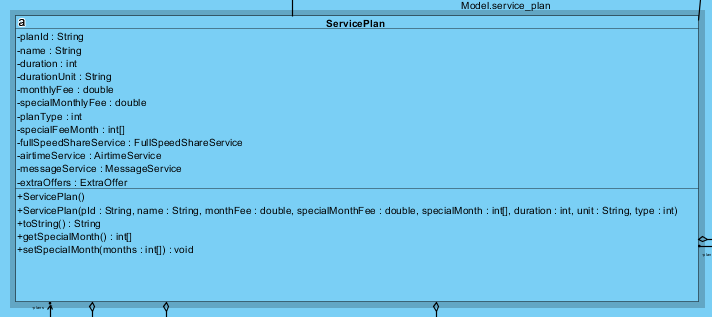 Model.service_plan
a
ServicePlan
-planId : String
-name : String
-duration : int
-durationUnit : String
-monthlyFee : double
-specialMonthlyFee : double
-planType : int
-specialFeeMonth : int[]
-fullSpeedShareService : FullSpeedShareService
-airtimeService : AirtimeService
-messageService : MessageService
-extraOffers : ExtraOffer
+ServicePlan()
+ServicePlan(pId : String, name : String, monthFee : double, specialMonthFee : double, specialMonth : int[], duration : int, unit : String, type : int)
+toString() : String
+getSpecialMonth() : int[]
+setSpecialMonth(months : int[]) : void